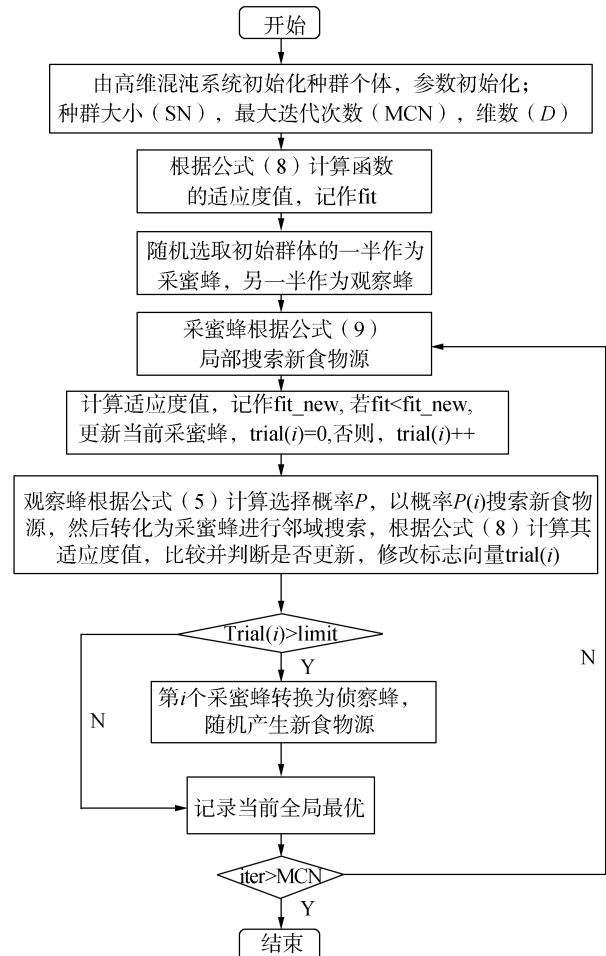 开始
由高维混沌系统初始化种群个体，参数初始化；
种群大小（SN），最大迭代次数（MCN），维数（D）
根据公式（8）计算函数
的适应度值，记作fit
随机选取初始群体的一半作为
采蜜蜂，另一半作为观察蜂
采蜜蜂根据公式（9）
局部搜索新食物源
计算适应度值，记作fit_new, 若fit<fit_new,
更新当前采蜜蜂，trial(i)=0,否则，trial(i)++
观察蜂根据公式（5）计算选择概率P，以概率P(i)搜索新食物
源，然后转化为采蜜蜂进行邻域搜索，根据公式（8）计算其
适应度值，比较并判断是否更新，修改标志向量trial(i)
Trial(i)>limit
Y
N
第i个采蜜蜂转换为侦察蜂，
随机产生新食物源
N
记录当前全局最优
iter>MCN
Y
结束